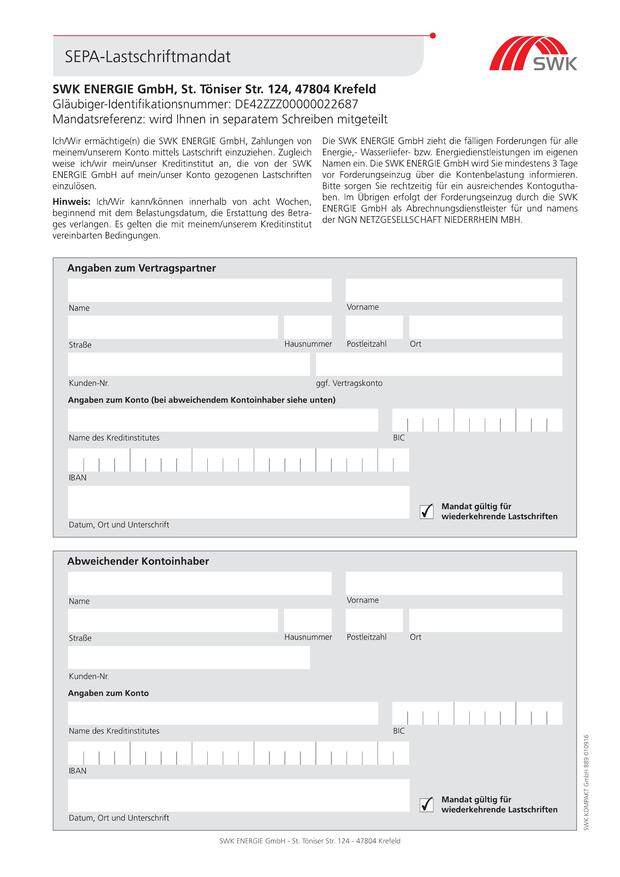 SEPA-Lastschriftmandat
SWK
SWK ENERGIE GmbH, St. Töniser Str. 124, 47804 Krefeld
Gläubiger-Identifikationsnummer: DE42ZZZ00000022687
Mandatsreferenz: wird Ihnen in separatem Schreiben mitgeteilt
Ich/Wir ermächtige(n) die SWK ENERGIE GmbH, Zahlungen von
meinem/unserem Konto mittels Lastschrift einzuziehen. Zugleich
weise ich/wir mein/unser Kreditinstitut an, die von der SWK
ENERGIE GmbH auf mein/unser Konto gezogenen Lastschriften
einzulösen.
Hinweis: Ich/Wir kann/können innerhalb von acht Wochen,
beginnend mit dem Belastungsdatum, die Erstattung des Betra-
ges verlangen. Es gelten die mit meinem/unserem Kreditinstitut
vereinbarten Bedingungen.
Die SWK ENERGIE GmbH zieht die fälligen Forderungen für alle
Energie,- Wasserliefer- bzw. Energiedienstleistungen im eigenen
Namen ein. Die SWK ENERGIE GmbH wird Sie mindestens 3 Tage
vor Forderungseinzug über die Kontenbelastung informieren.
Bitte sorgen Sie rechtzeitig für ein ausreichendes Kontogutha-
ben. Im Übrigen erfolgt der Forderungseinzug durch die SWK
ENERGIE GmbH als Abrechnungsdienstleister für und namens
der NGN NETZGESELLSCHAFT NIEDERRHEIN MBH.
Angaben zum Vertragspartner
Name Vorname
Straße Hausnummer Postleitzahl Ort
Kunden-Nr. ggf. Vertragskonto
Angaben zum Konto (bei abweichendem Kontoinhaber siehe unten)
Name des Kreditinstitutes BIC
IBAN
Mandat gültig für
wiederkehrende Lastschriften
Datum, Ort und Unterschrift
Abweichender Kontoinhaber
Name Vorname
Straße Hausnummer Postleitzahl Ort
Kunden-Nr.
Angaben zum Konto
Name des Kreditinstitutes BIC
IBAN
Mandat gültig für
wiederkehrende Lastschriften
Datum, Ort und Unterschrift
SWK KOMPAKT GmbH 889 010916
SWK ENERGIE GmbH - St. Töniser Str. 124 - 47804 Krefeld